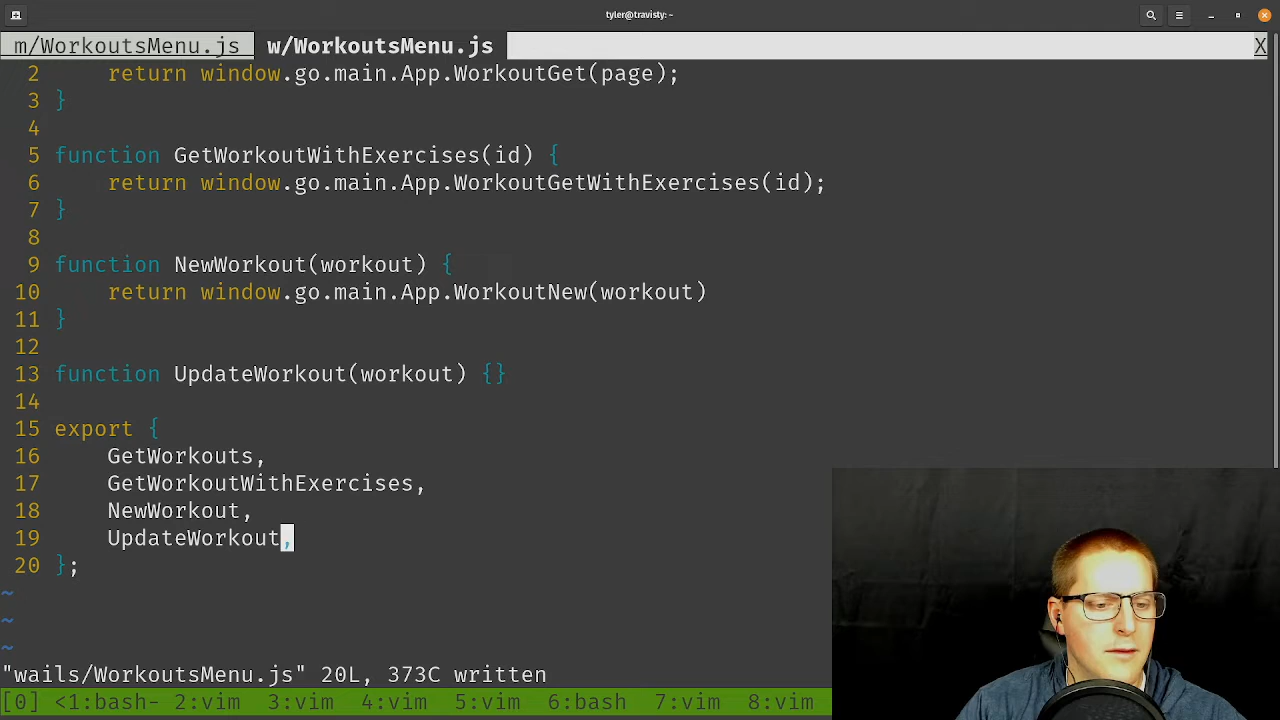 tyler@travisty: ~
m/WorkoutsMenu.js w/WorkoutsMenu.js X
2 return window.go.main.App.WorkoutGet(page);
3 }
4
5 function GetWorkoutWithExercises(id) {
6 return window.go.main.App.WorkoutGetWithExercises(id);
7 }
8
9 function NewWorkout(workout) {
10 return window.go.main.App.WorkoutNew(workout)
11 }
12
13 function UpdateWorkout(workout) {}
14
15 export {
16 GetWorkouts,
17 GetWorkoutWithExercises,
18 NewWorkout,
19 UpdateWorkout,
20 };
~
~
~
"wails/WorkoutsMenu.js" 20L, 373C written
[0] <1:bash- 2:vim 3:vim 4:vim 5:vim 6:bash 7:vim 8:vim